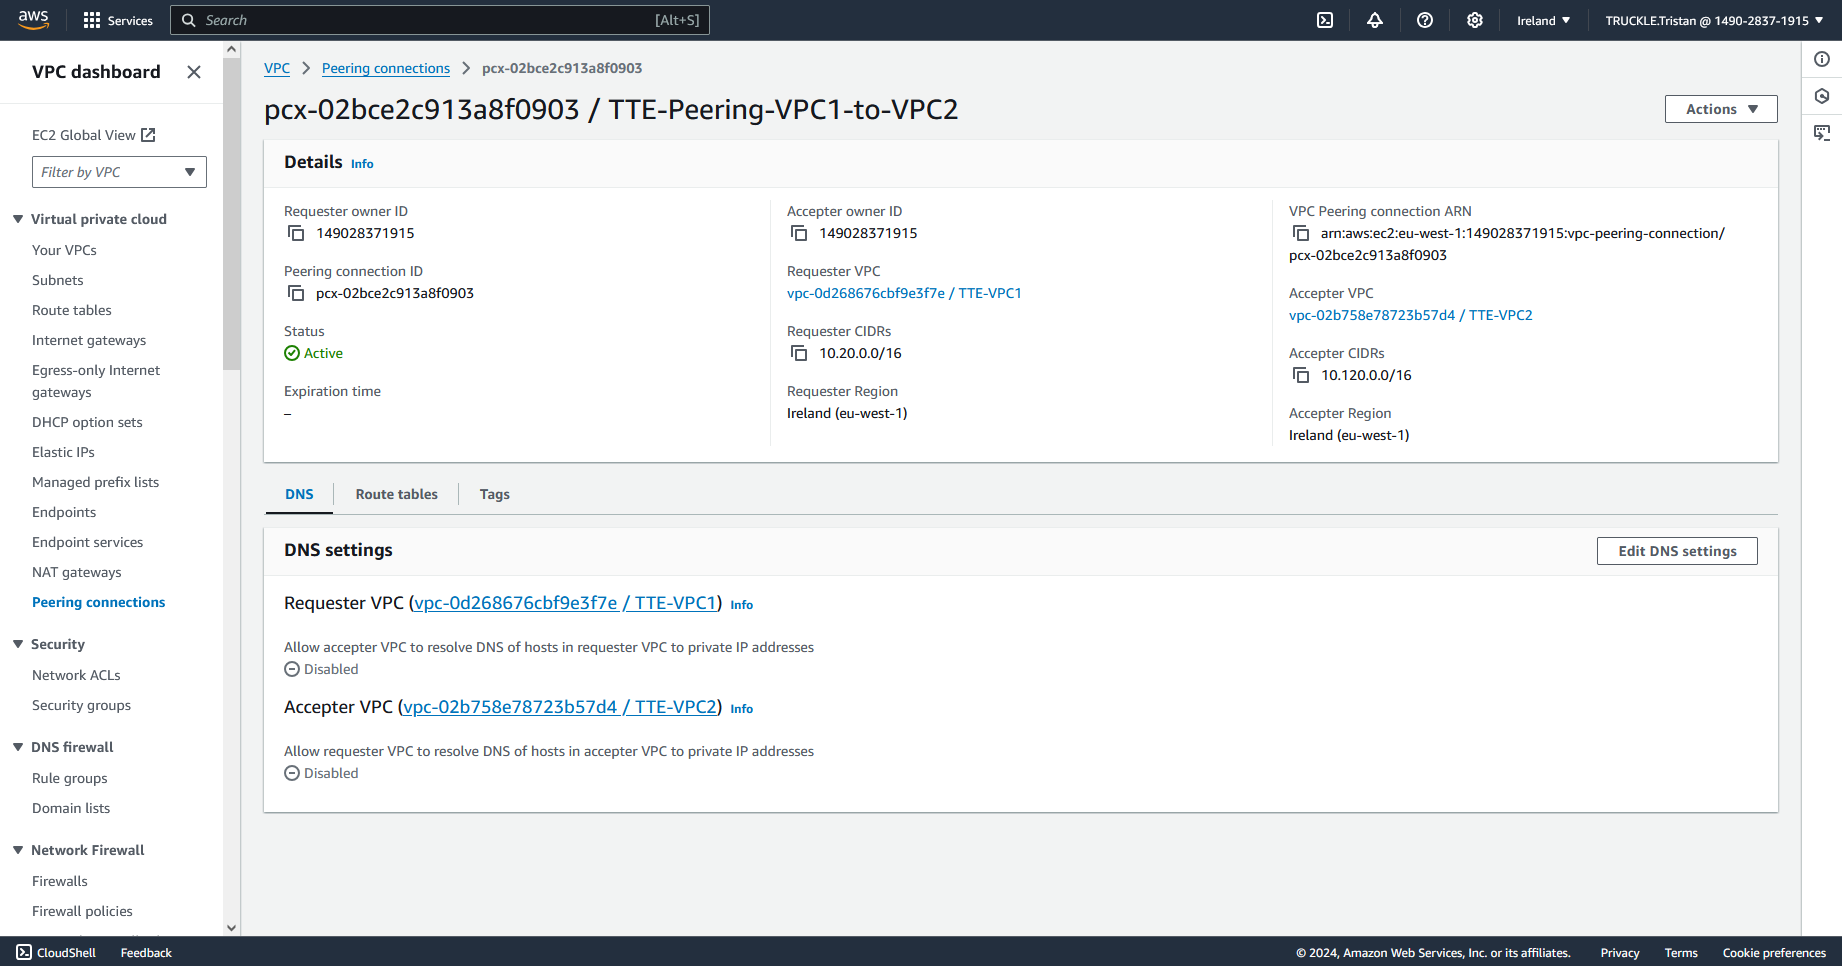 aws
Services
Search
[Alt+S]
Ireland ▼
TRUCKLE.Tristan @ 1490-2837-1915 ▼
VPC dashboard
EC2 Global View
Filter by VPC
Virtual private cloud
Your VPCs
Subnets
Route tables
Internet gateways
Egress-only Internet
gateways
DHCP option sets
Elastic IPs
Managed prefix lists
Endpoints
Endpoint services
NAT gateways
Peering connections
Security
Network ACLs
Security groups
DNS firewall
Rule groups
Domain lists
Network Firewall
Firewalls
Firewall policies
VPC > Peering connections > pcx-02bce2c913a8f0903
pcx-02bce2c913a8f0903 / TTE-Peering-VPC1-to-VPC2
Actions ▼
Details Info
Requester owner ID
149028371915
Peering connection ID
pcx-02bce2c913a8f0903
Status
Active
Expiration time
–
Accepter owner ID
149028371915
Requester VPC
vpc-0d268676cbf9e3f7e / TTE-VPC1
Requester CIDRs
10.20.0.0/16
Requester Region
Ireland (eu-west-1)
VPC Peering connection ARN
arn:aws:ec2:eu-west-1:149028371915:vpc-peering-connection/
pcx-02bce2c913a8f0903
Accepter VPC
vpc-02b758e78723b57d4 / TTE-VPC2
Accepter CIDRs
10.120.0.0/16
Accepter Region
Ireland (eu-west-1)
DNS
Route tables
Tags
DNS settings
Edit DNS settings
Requester VPC (vpc-0d268676cbf9e3f7e / TTE-VPC1) Info
Allow accepter VPC to resolve DNS of hosts in requester VPC to private IP addresses
Disabled
Accepter VPC (vpc-02b758e78723b57d4 / TTE-VPC2) Info
Allow requester VPC to resolve DNS of hosts in accepter VPC to private IP addresses
Disabled
CloudShell
Feedback
© 2024, Amazon Web Services, Inc. or its affiliates.
Privacy
Terms
Cookie preferences